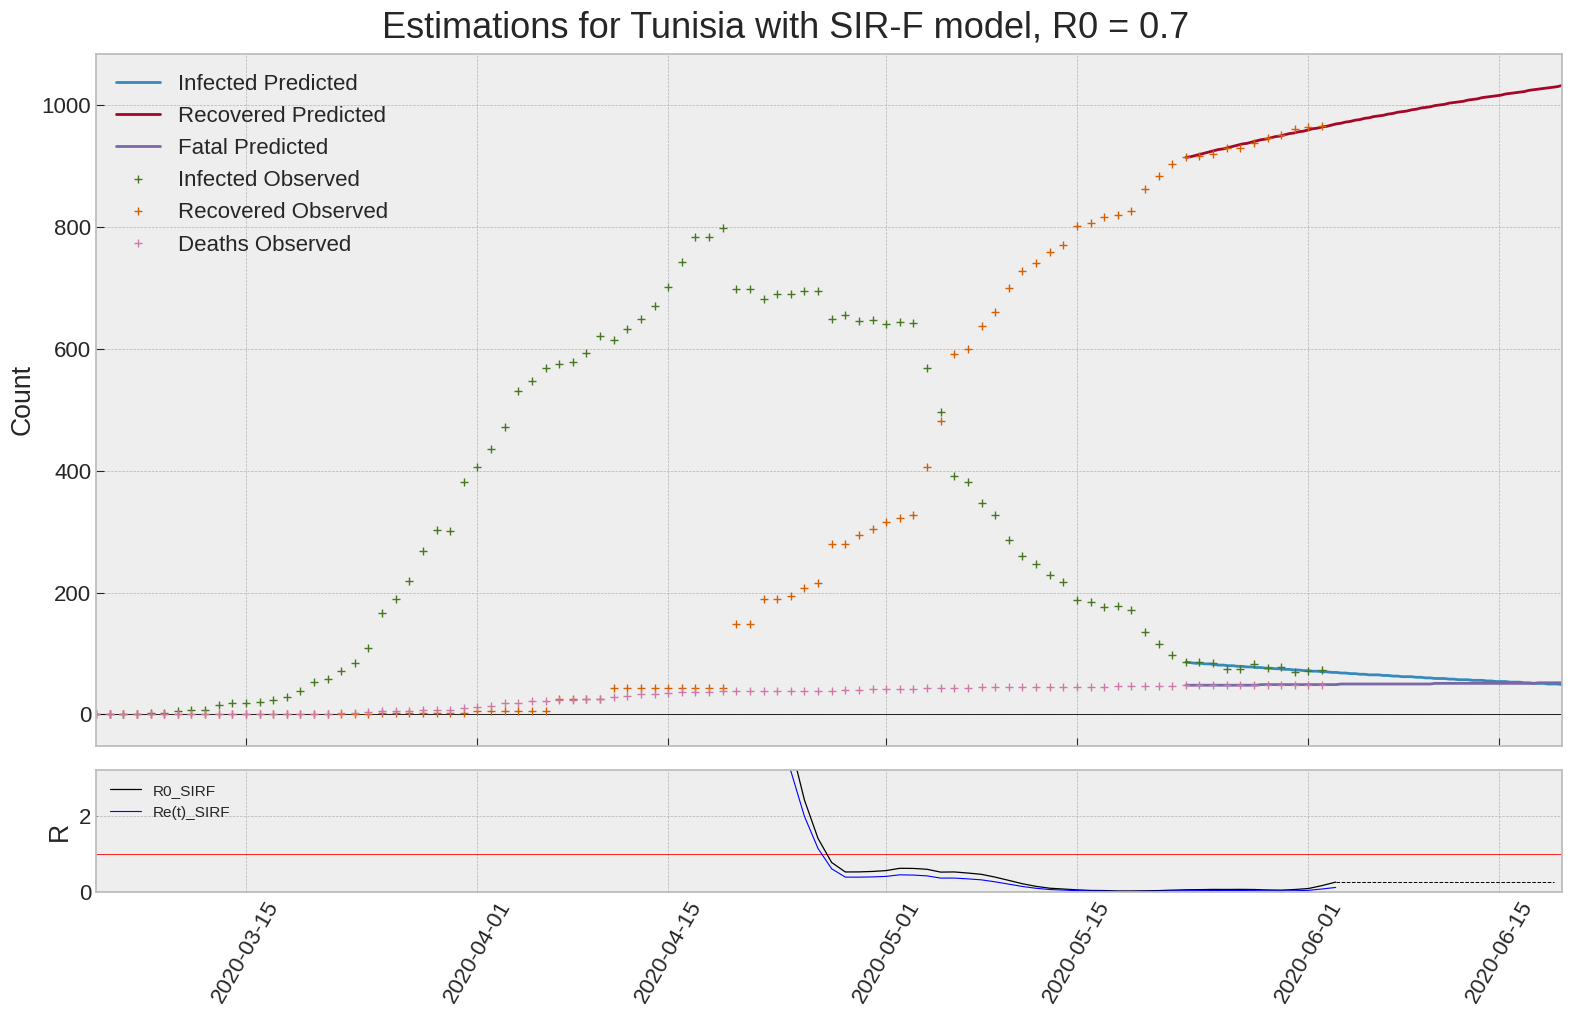 Estimations for Tunisia with SIR-F model, R0 = 0.7
Infected Predicted
Recovered Predicted
Fatal Predicted
Infected Observed
Recovered Observed
Deaths Observed
Count
1000
800
600
400
200
0
R0_SIRF
Re(t)_SIRF
R
2
0
2020-03-15
2020-04-01
2020-04-15
2020-05-01
2020-05-15
2020-06-01
2020-06-15